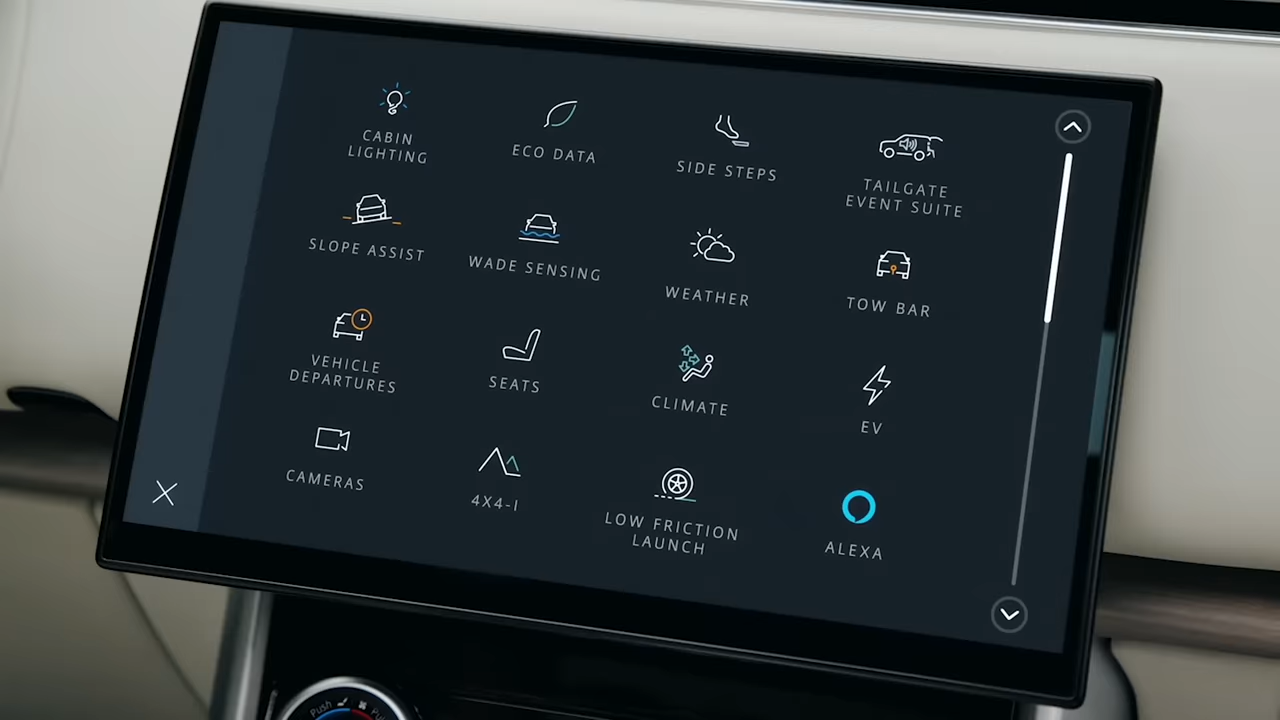 CABIN
LIGHTING
ECO DATA
SIDE STEPS
TAILGATE
EVENT SUITE
SLOPE ASSIST
WADE SENSING
WEATHER
TOW BAR
VEHICLE
DEPARTURES
SEATS
CLIMATE
EV
CAMERAS
4X4-I
LOW FRICTION
LAUNCH
ALEXA
Push